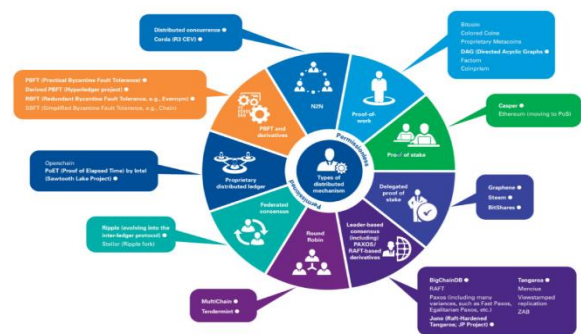 Distributed concurrence
Corda (R3 CEV)
Bitcoin
Colored Coins
Proprietary Metacoins
DAG (Directed Acyclic Graphs)
Factom
Coinprism
PBFT (Practical Byzantine Fault Tolerance)
Derived PBFT (Hyperledger project)
RBFT (Redundant) Byzantine Fault Tolerance, e.g., Evernym)
SBFT (Simplified Byzantine Fault Tolerance, e.g., Chain)
Casper
Ethereum (moving to PoS)
Openchain
PoET (Proof of Elapsed Time) by Intel
(Sawtooth Lake Project)
Graphene
Steem
BitShares
Ripple (evolving into the
inter-ledger protocol)
Stellar (Ripple fork)
MultiChain
Tendermint
BigChainDB
RAFT
Paxos (including many
variances, such as Fast Paxos,
Egalitarian Paxos, etc.)
Juno (Raft-Hardened
Tangaroa; JP Project)
Tangaroa
Mencius
Viewstamped
replication
ZAB
N2N
Proof-of-
work
Proof of stake
Delegated
proof of
stake
Leader-based
consensus (including)
PAXOS/
RAFT-based derivatives
Round
Robin
Federated
consensus
Proprietary
distributed ledger
PBFT and
derivatives
Permissionless
Permissioned
Types of
distributed
mechanism